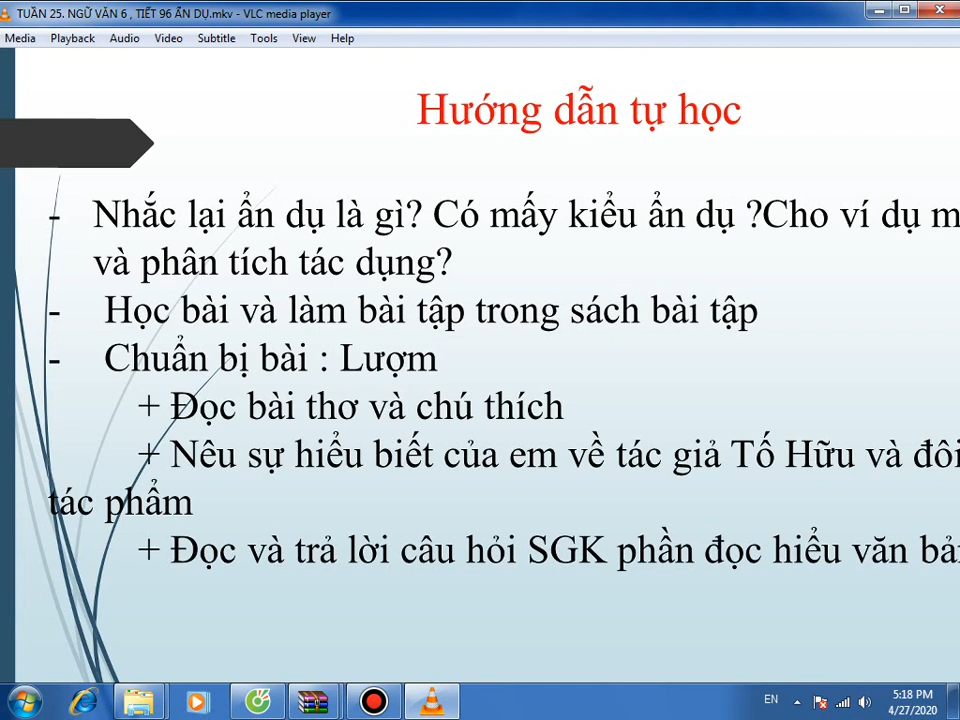 TUẦN 25. NGỮ VĂN 6 , TIẾT 96 ẨN DỤ.mkv - VLC media player
Media Playback Audio Video Subtitle Tools View Help
Hướng dẫn tự học
- Nhắc lại ẩn dụ là gì? Có mấy kiểu ẩn dụ ?Cho ví dụ
và phân tích tác dụng?
- Học bài và làm bài tập trong sách bài tập
- Chuẩn bị bài : Lượm
+ Đọc bài thơ và chú thích
+ Nêu sự hiểu biết của em về tác giả Tố Hữu và đôi
tác phẩm
+ Đọc và trả lời câu hỏi SGK phần đọc hiểu văn
EN
5:18 PM
4/27/2020